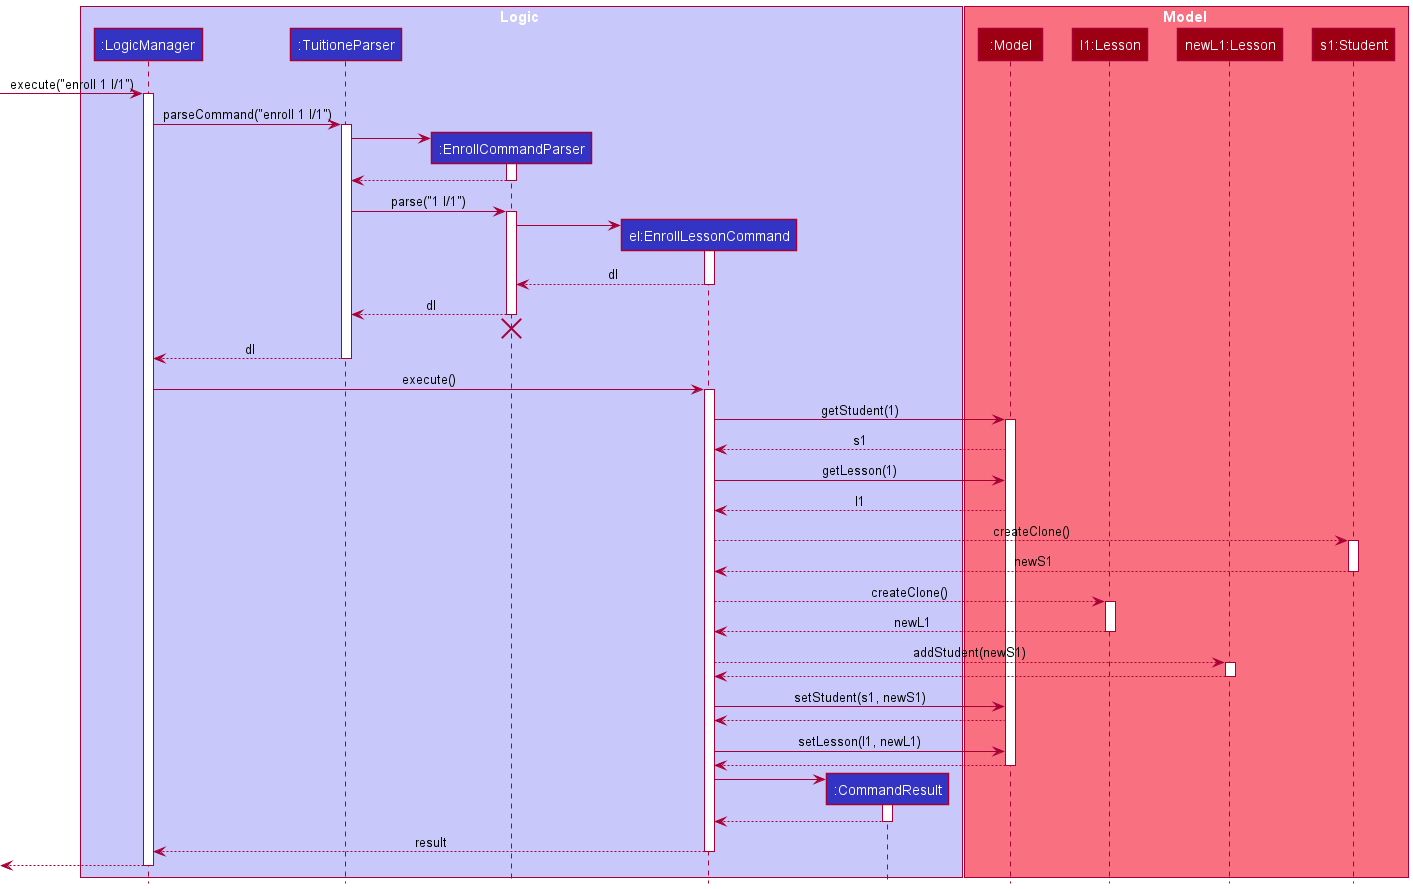 Logic
Model
:LogicManager
:TuitioneParser
:Model
l1:Lesson
newL1:Lesson
s1:Student
execute("enroll 1 l/1")
parseCommand("enroll 1 l/1")
:EnrollCommandParser
parse("1 l/1")
el:EnrollLessonCommand
dl
dl
dl
execute()
getStudent(1)
s1
getLesson(1)
l1
createClone()
newS1
createClone()
newL1
addStudent(newS1)
setStudent(s1, newS1)
setLesson(l1, newL1)
:CommandResult
result